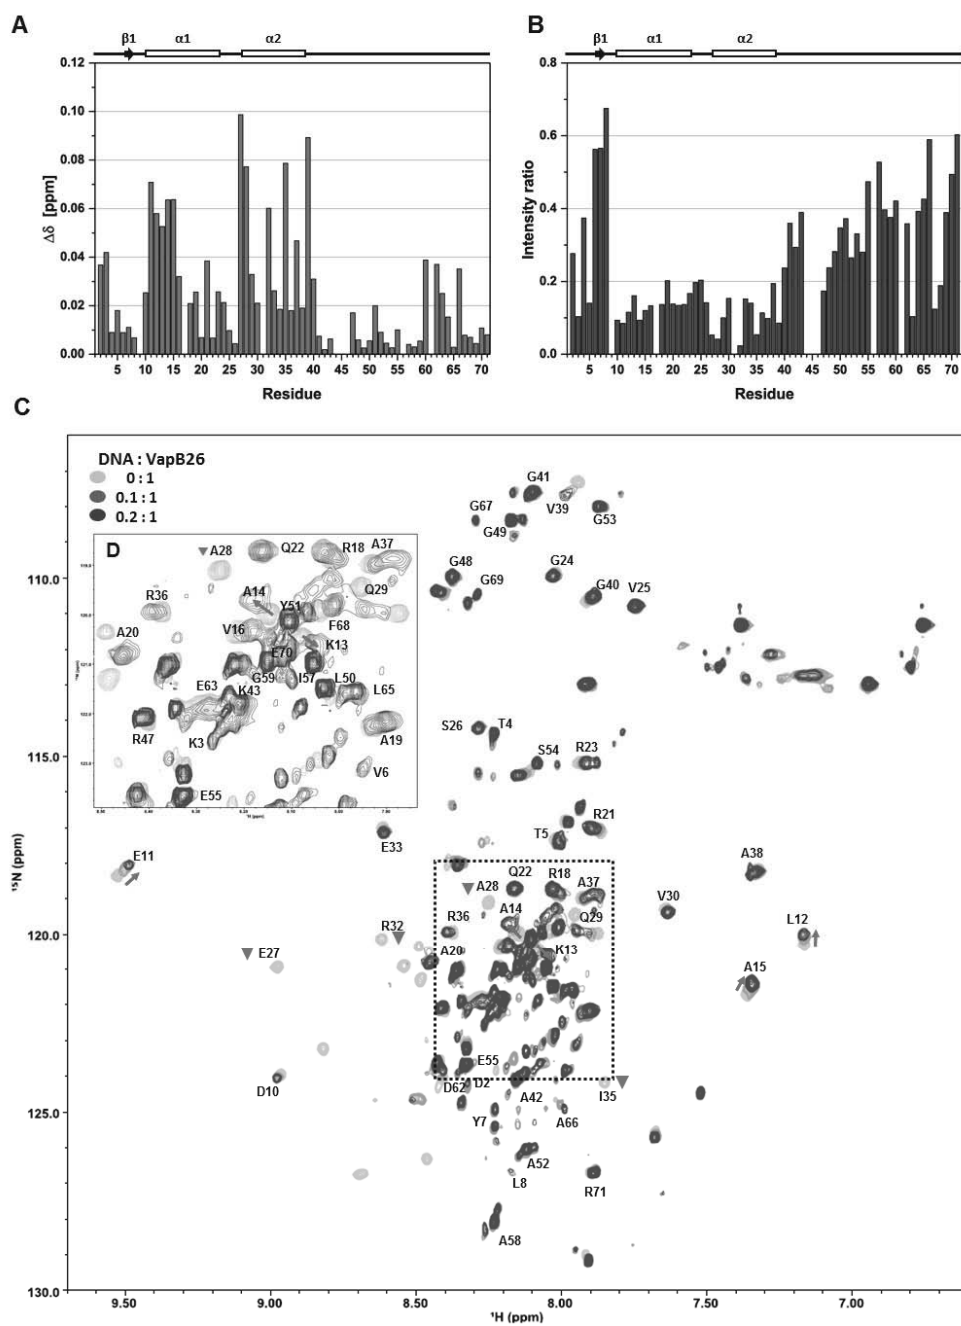 A
B
β1 α1 α2
β1 α1 α2
0.12
0.10
0.08
0.06
0.04
0.02
0.00
Δδ [ppm]
5 10 15 20 25 30 35 40 45 50 55 60 65 70
Residue
0.8
0.6
0.4
0.2
0.0
Intensity ratio
5 10 15 20 25 30 35 40 45 50 55 60 65 70
Residue
C
DNA : VapB26
0 : 1
0.1 : 1
0.2 : 1
D
A28 Q22 R18 A37
R36 A14 Y51 Q29
A20 V16 F68
E70 K13
E63 G59 I57 L50 L65
K43
R47 K3 A19
V6
E55
G41
G67 V39
G49 G53
G48 G24
G69 G40 V25
S26 T4
S54 R23
E33 T5 R21
E11 A38
A28 Q22 R18 A37
V30
R36 A14 Q29 L12
R32
E27 A20 K13 A15
E55
D10 D62 D2 I35
A42
Y7 A66
A52
L8 R71
A58
110.0
115.0
120.0
125.0
130.0
¹⁵N (ppm)
9.50 9.00 8.50 8.00 7.50 7.00
¹H (ppm)